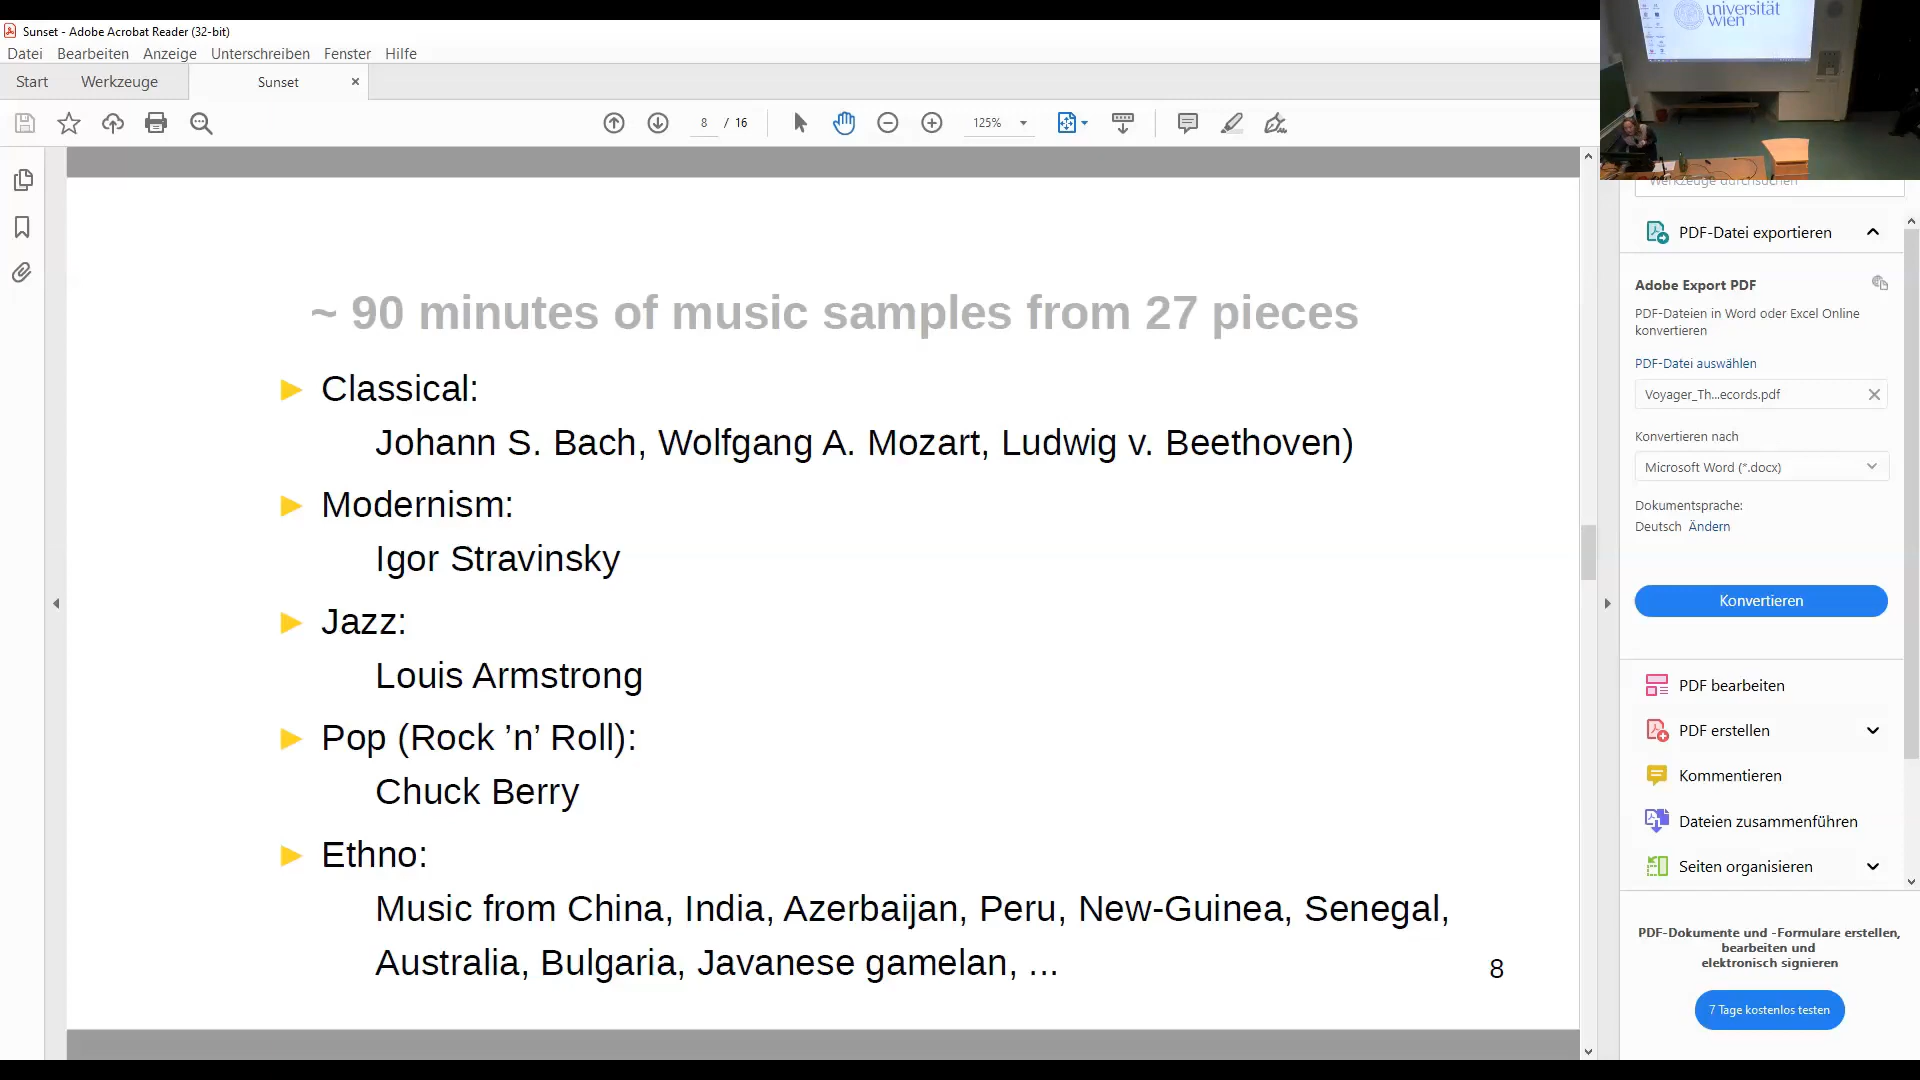 Sunset - Adobe Acrobat Reader (32-bit)
Datei Bearbeiten Anzeige Unterschreiben Fenster Hilfe
Start Werkzeuge Sunset
8 / 16 125%
universität
wien
~ 90 minutes of music samples from 27 pieces
Classical:
Johann S. Bach, Wolfgang A. Mozart, Ludwig v. Beethoven)
Modernism:
Igor Stravinsky
Jazz:
Louis Armstrong
Pop (Rock ’n’ Roll):
Chuck Berry
Ethno:
Music from China, India, Azerbaijan, Peru, New-Guinea, Senegal,
Australia, Bulgaria, Javanese gamelan, ...
8
Werkzeuge durchsuchen
PDF-Datei exportieren
Adobe Export PDF
PDF-Dateien in Word oder Excel Online
konvertieren
PDF-Datei auswählen
Voyager_Th...ecords.pdf
Konvertieren nach
Microsoft Word (*.docx)
Dokumentsprache:
Deutsch Ändern
Konvertieren
PDF bearbeiten
PDF erstellen
Kommentieren
Dateien zusammenführen
Seiten organisieren
PDF-Dokumente und -Formulare erstellen,
bearbeiten und
elektronisch signieren
7 Tage kostenlos testen